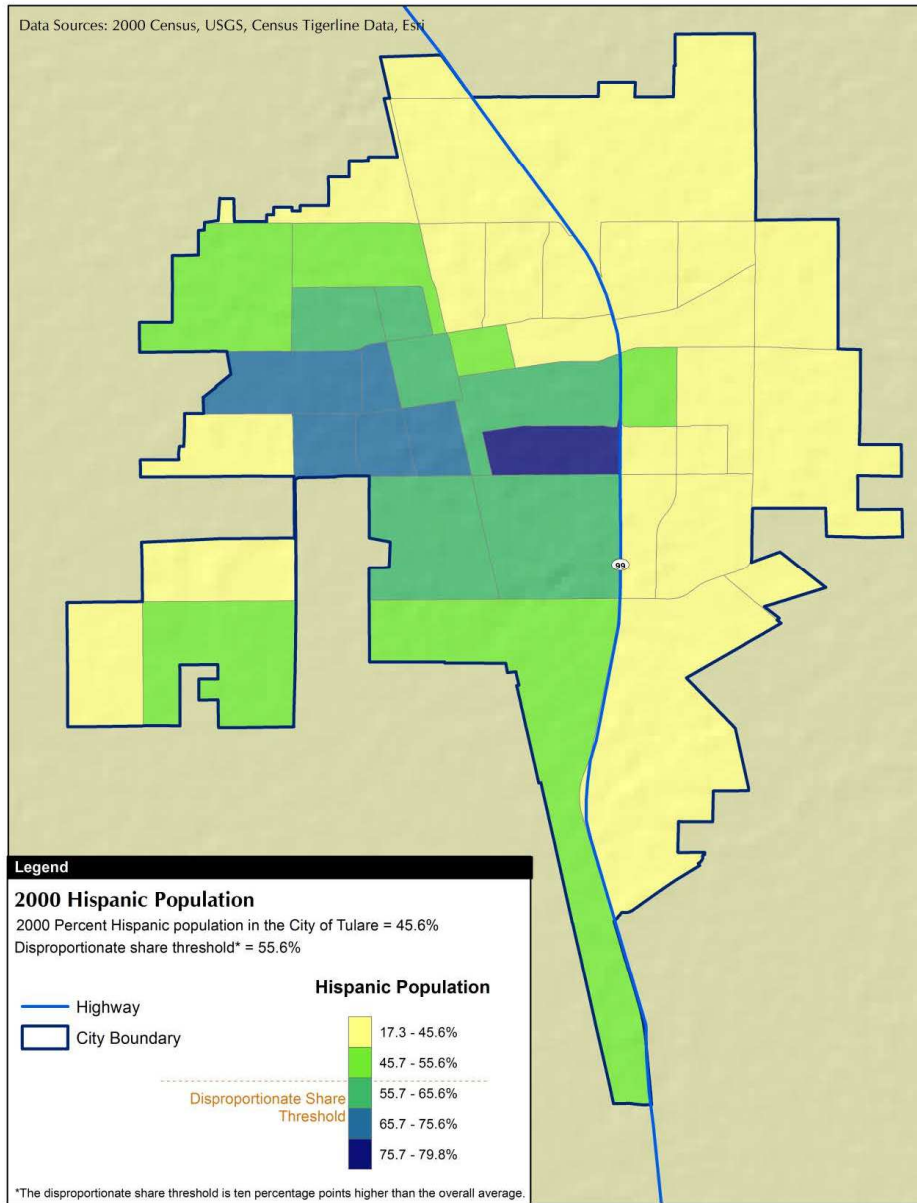 Data Sources: 2000 Census, USGS, Census Tigerline Data, Esri
99
Legend
2000 Hispanic Population
2000 Percent Hispanic population in the City of Tulare = 45.6%
Disproportionate share threshold* = 55.6%
Highway
City Boundary
Hispanic Population
17.3 - 45.6%
45.7 - 55.6%
Disproportionate Share
Threshold
55.7 - 65.6%
65.7 - 75.6%
75.7 - 79.8%
*The disproportionate share threshold is ten percentage points higher than the overall average.